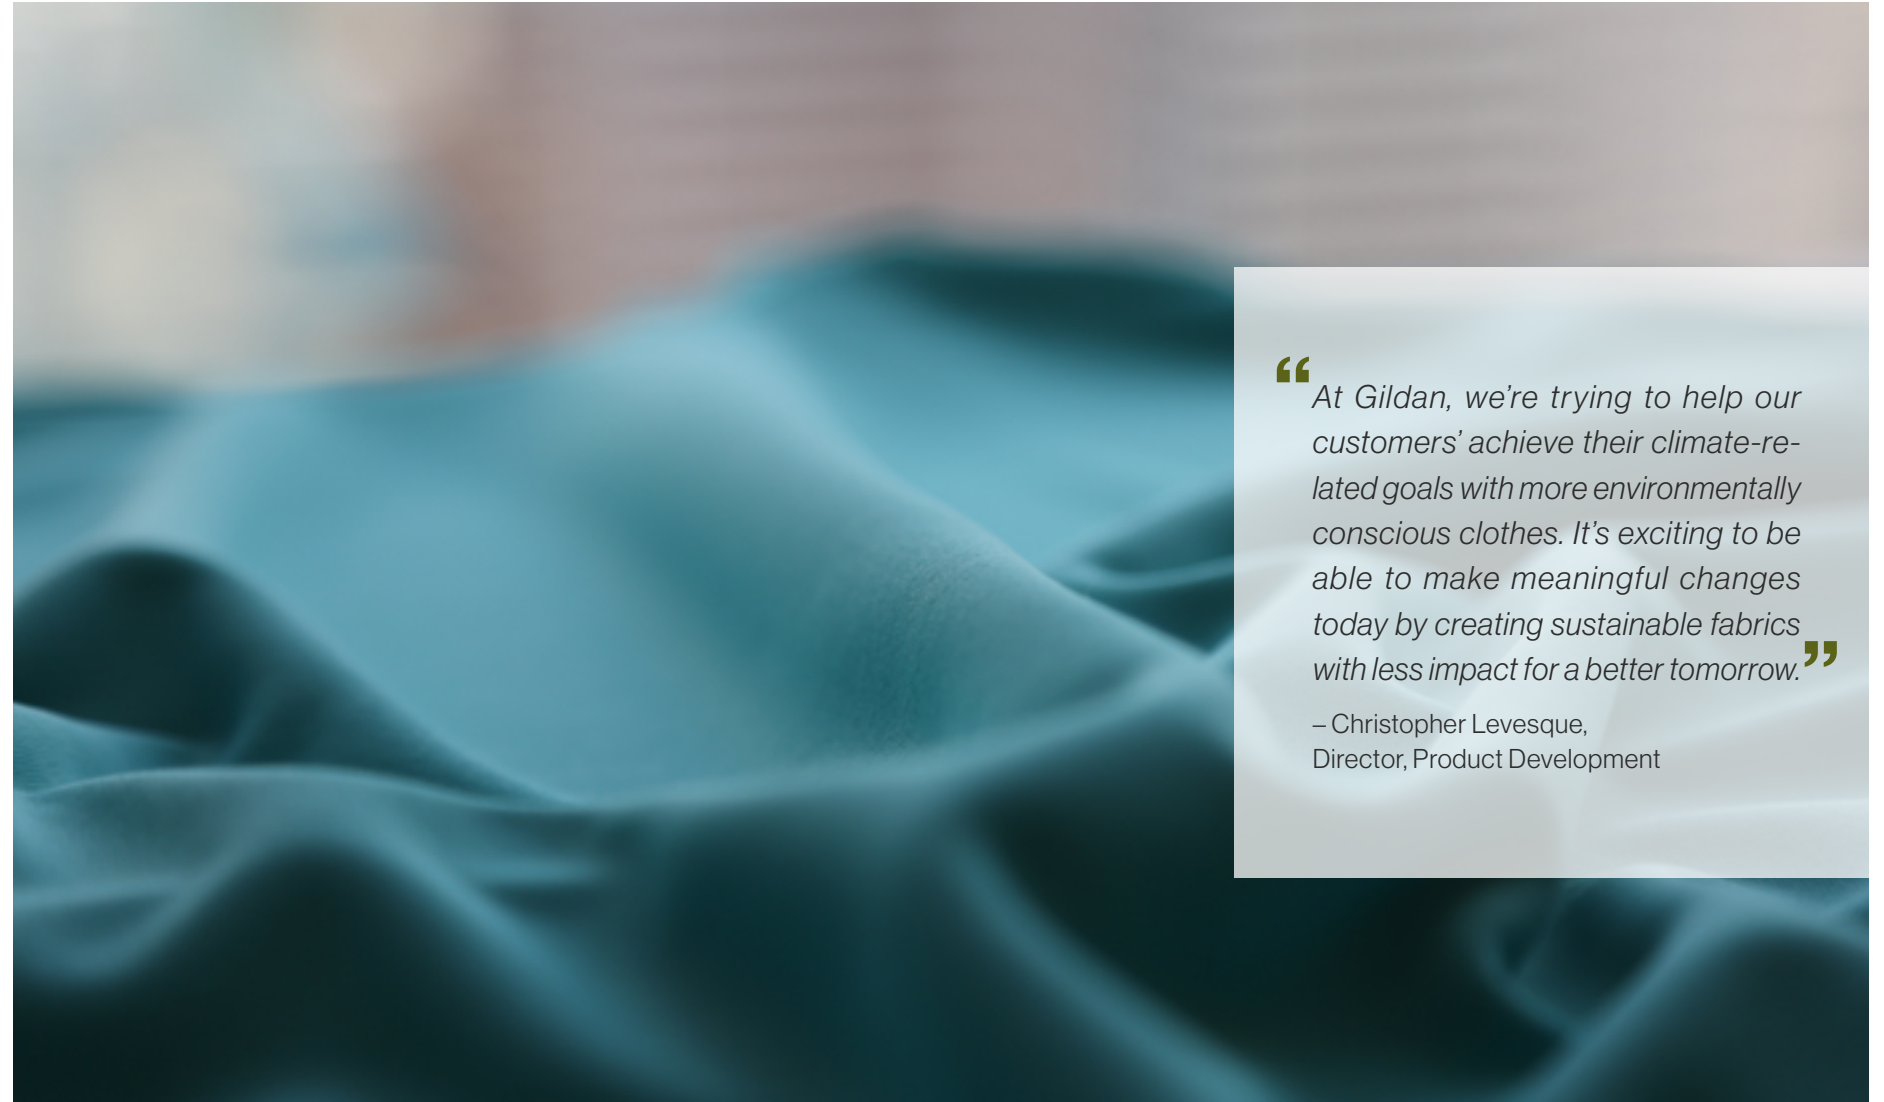 “At Gildan, we’re trying to help our
customers’ achieve their climate-re-
lated goals with more environmentally
conscious clothes. It’s exciting to be
able to make meaningful changes
today by creating sustainable fabrics
with less impact for a better tomorrow.”
– Christopher Levesque,
Director, Product Development